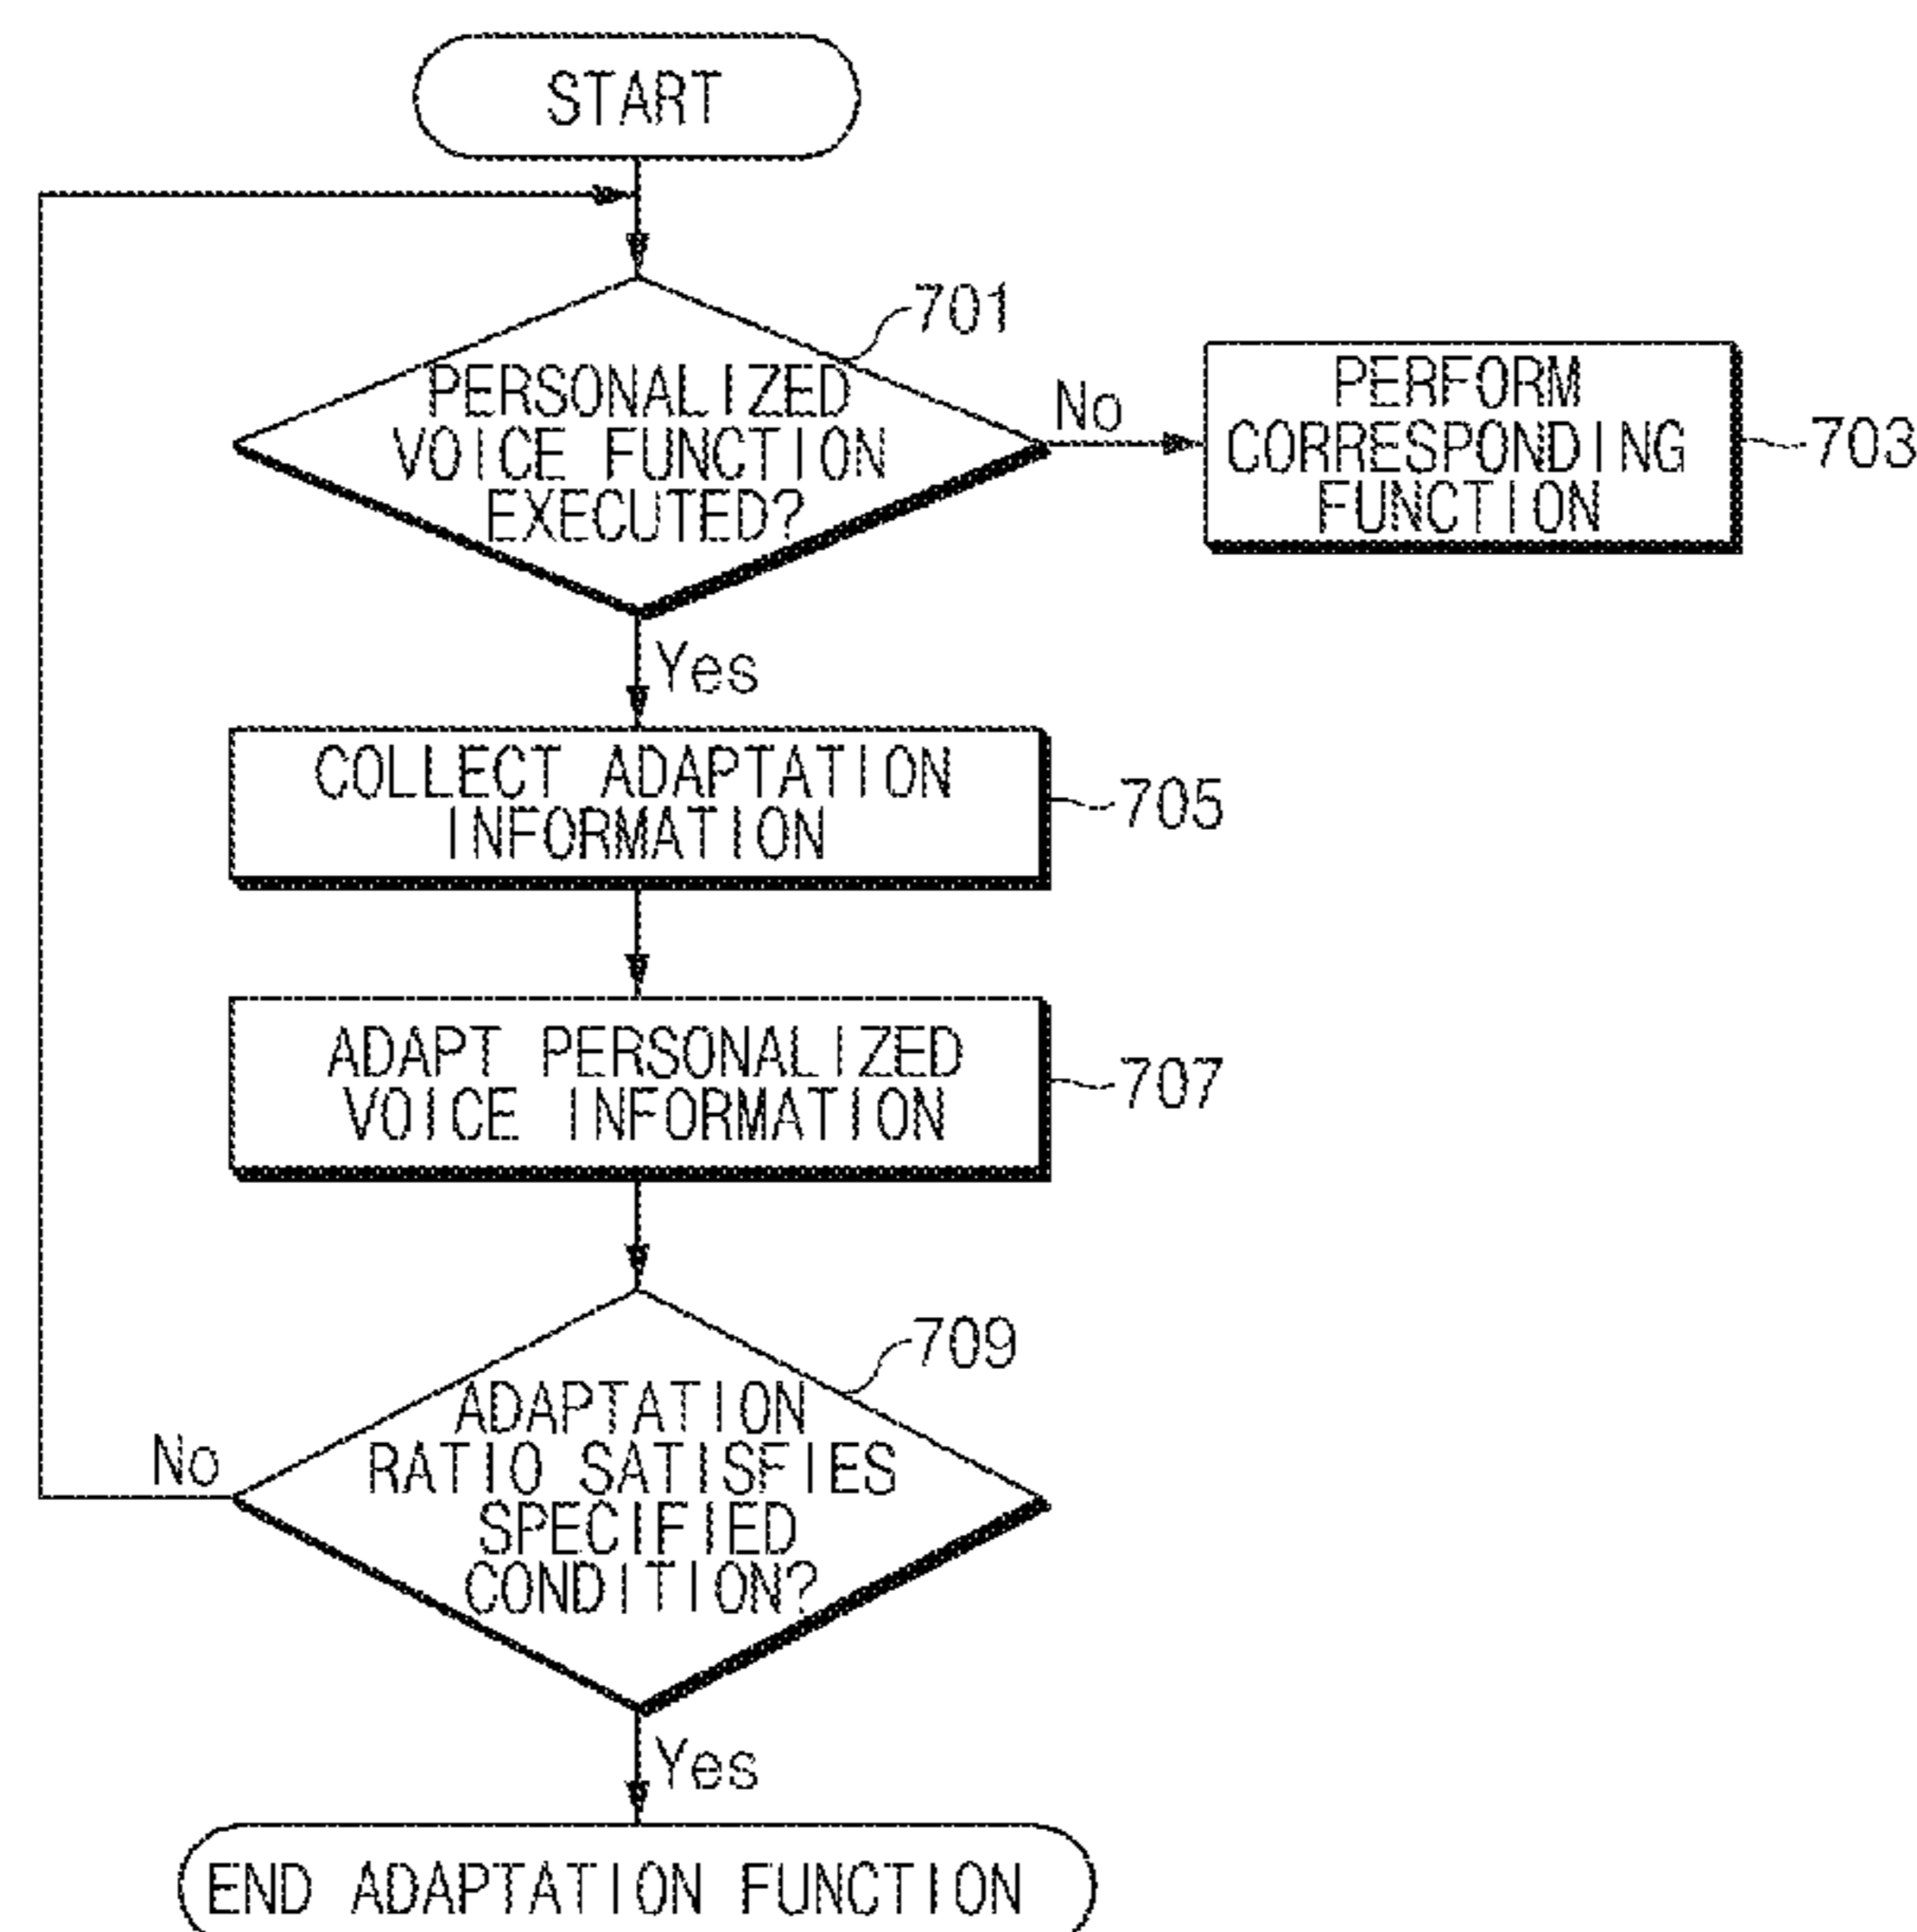 START
701
PERSONALIZED
VOICE FUNCTION
EXECUTED?
No
PERFORM
CORRESPONDING
FUNCTION
703
Yes
COLLECT ADAPTATION
INFORMATION
705
ADAPT PERSONALIZED
VOICE INFORMATION
707
709
ADAPTATION
RATIO SATISFIES
SPECIFIED
CONDITION?
No
Yes
END ADAPTATION FUNCTION